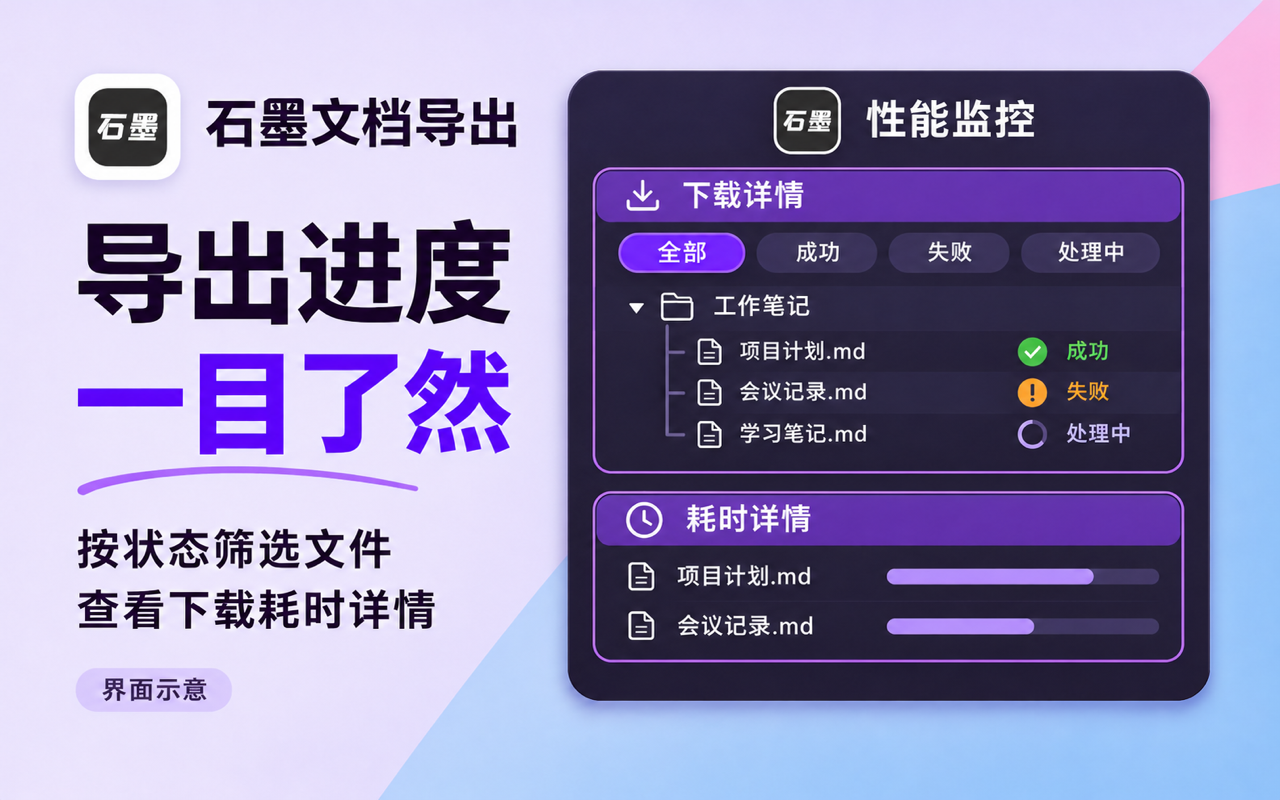 石墨
石墨文档导出
导出进度
一目了然
按状态筛选文件
查看下载耗时详情
界面示意
石墨
性能监控
下载详情
全部
成功
失败
处理中
工作笔记
项目计划.md
成功
会议记录.md
失败
学习笔记.md
处理中
耗时详情
项目计划.md
会议记录.md